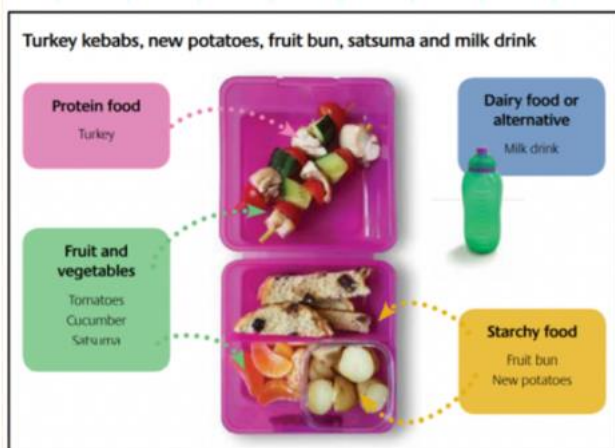 Turkey kebabs, new potatoes, fruit bun, satsuma and milk drink
Protein food
Turkey
Dairy food or
alternative
Milk drink
Fruit and
vegetables
Tomatoes
Cucumber
Satsuma
Starchy food
Fruit bun
New potatoes